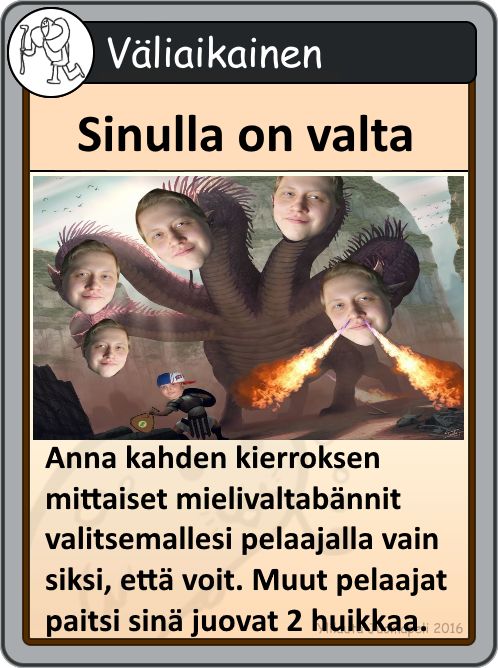 Väliaikainen
Sinulla on valta
Anna kahden kierroksen
mittaiset mielivaltabännit
valitsemallesi pelaajalla vain
siksi, että voit. Muut pelaajat
paitsi sinä juovat 2 huikkaa.
2016